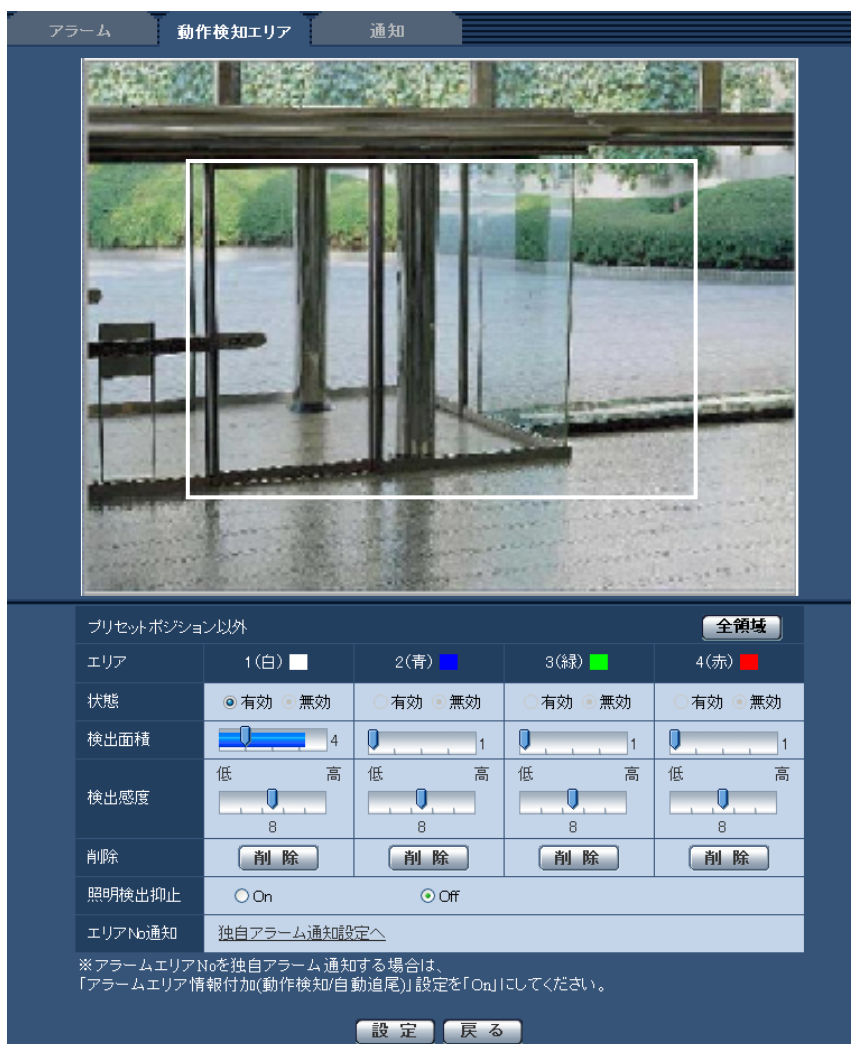 アラーム 動作検知エリア 通知
プリセットポジション以外 全領域
エリア 1(白) 2(青) 3(緑) 4(赤)
状態 有効 無効 有効 無効 有効 無効 有効 無効
検出面積 4 1 1 1
低 高 低 高 低 高 低 高
検出感度
8 8 8 8
削除 削 除 削 除 削 除 削 除
照明検出抑止 On Off
エリアNo通知 独自アラーム通知設定へ
※アラームエリアNoを独自アラーム通知する場合は、
「アラームエリア情報付加(動作検知/自動追尾)」設定を「On」にしてください。
設 定 戻 る